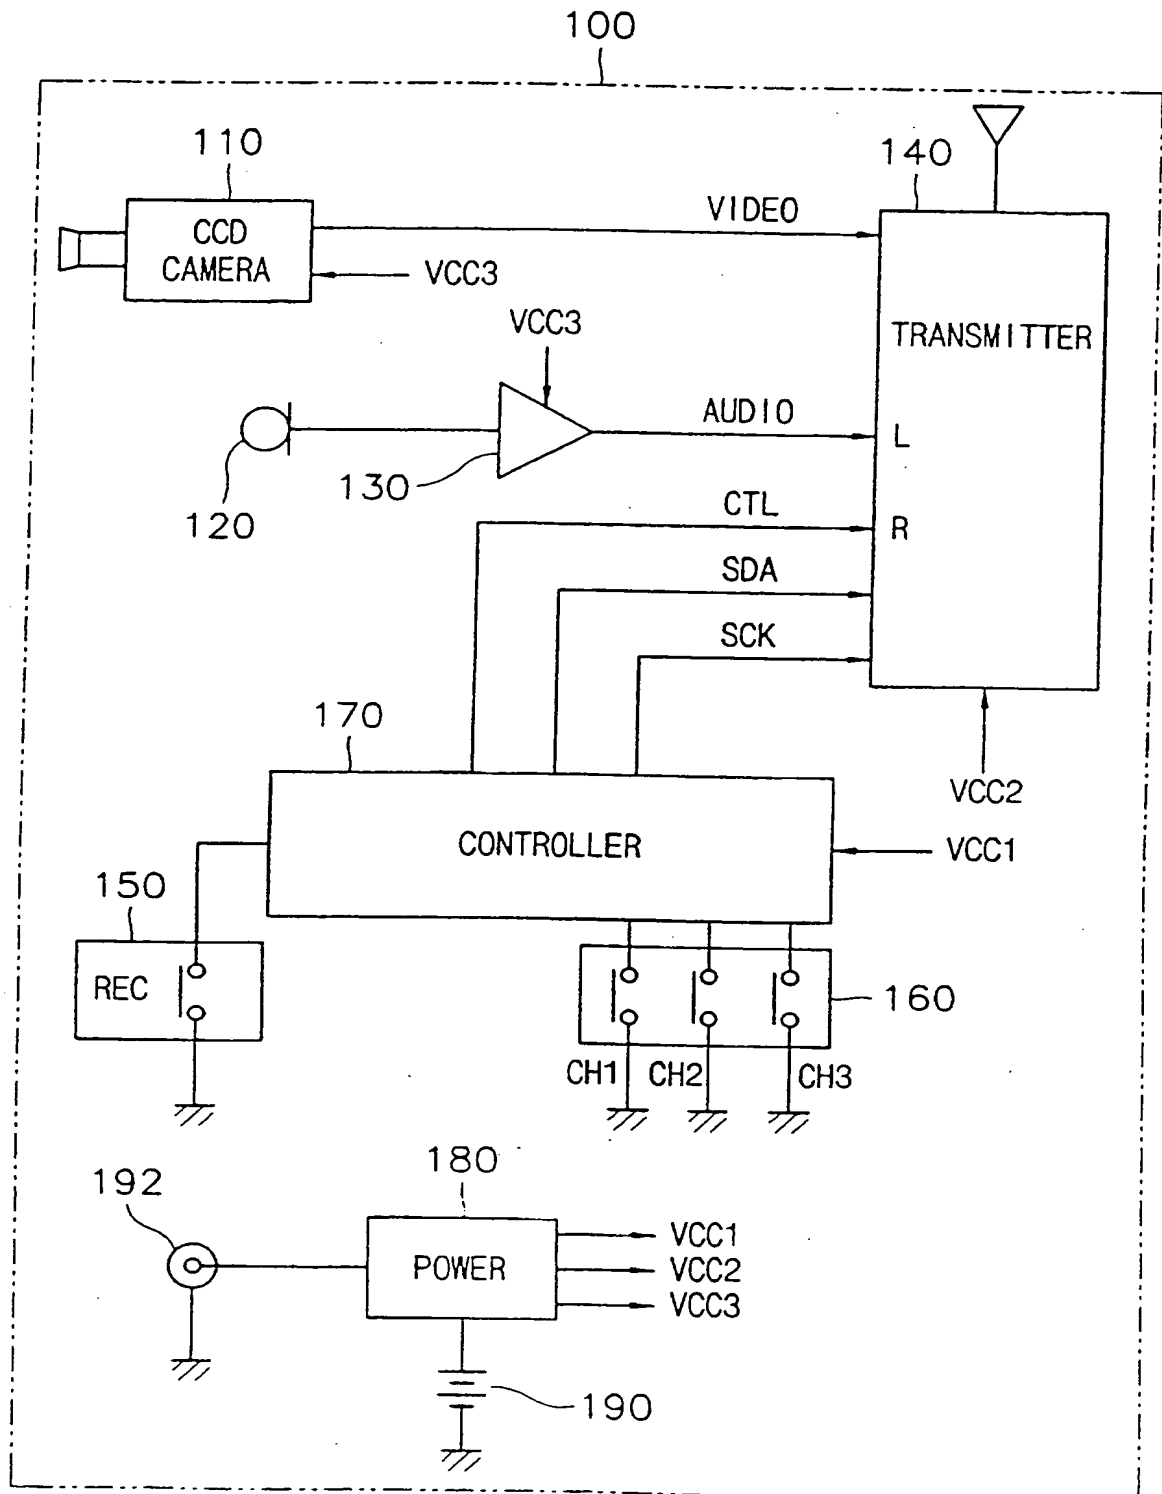 100
110
140
CCD
CAMERA
VIDEO
VCC3
VCC3
TRANSMITTER
AUDIO
L
120
130
CTL
R
SDA
SCK
170
VCC2
CONTROLLER
VCC1
150
REC
160
CH1
CH2
CH3
180
192
POWER
VCC1
VCC2
VCC3
190